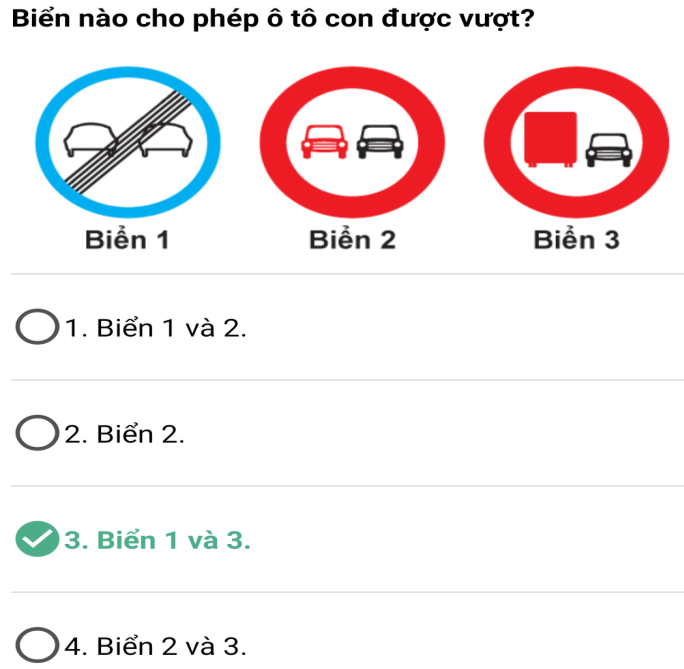 Biển nào cho phép ô tô con được vượt?
Biển 1 Biển 2 Biển 3
1. Biển 1 và 2.
2. Biển 2.
3. Biển 1 và 3.
4. Biển 2 và 3.